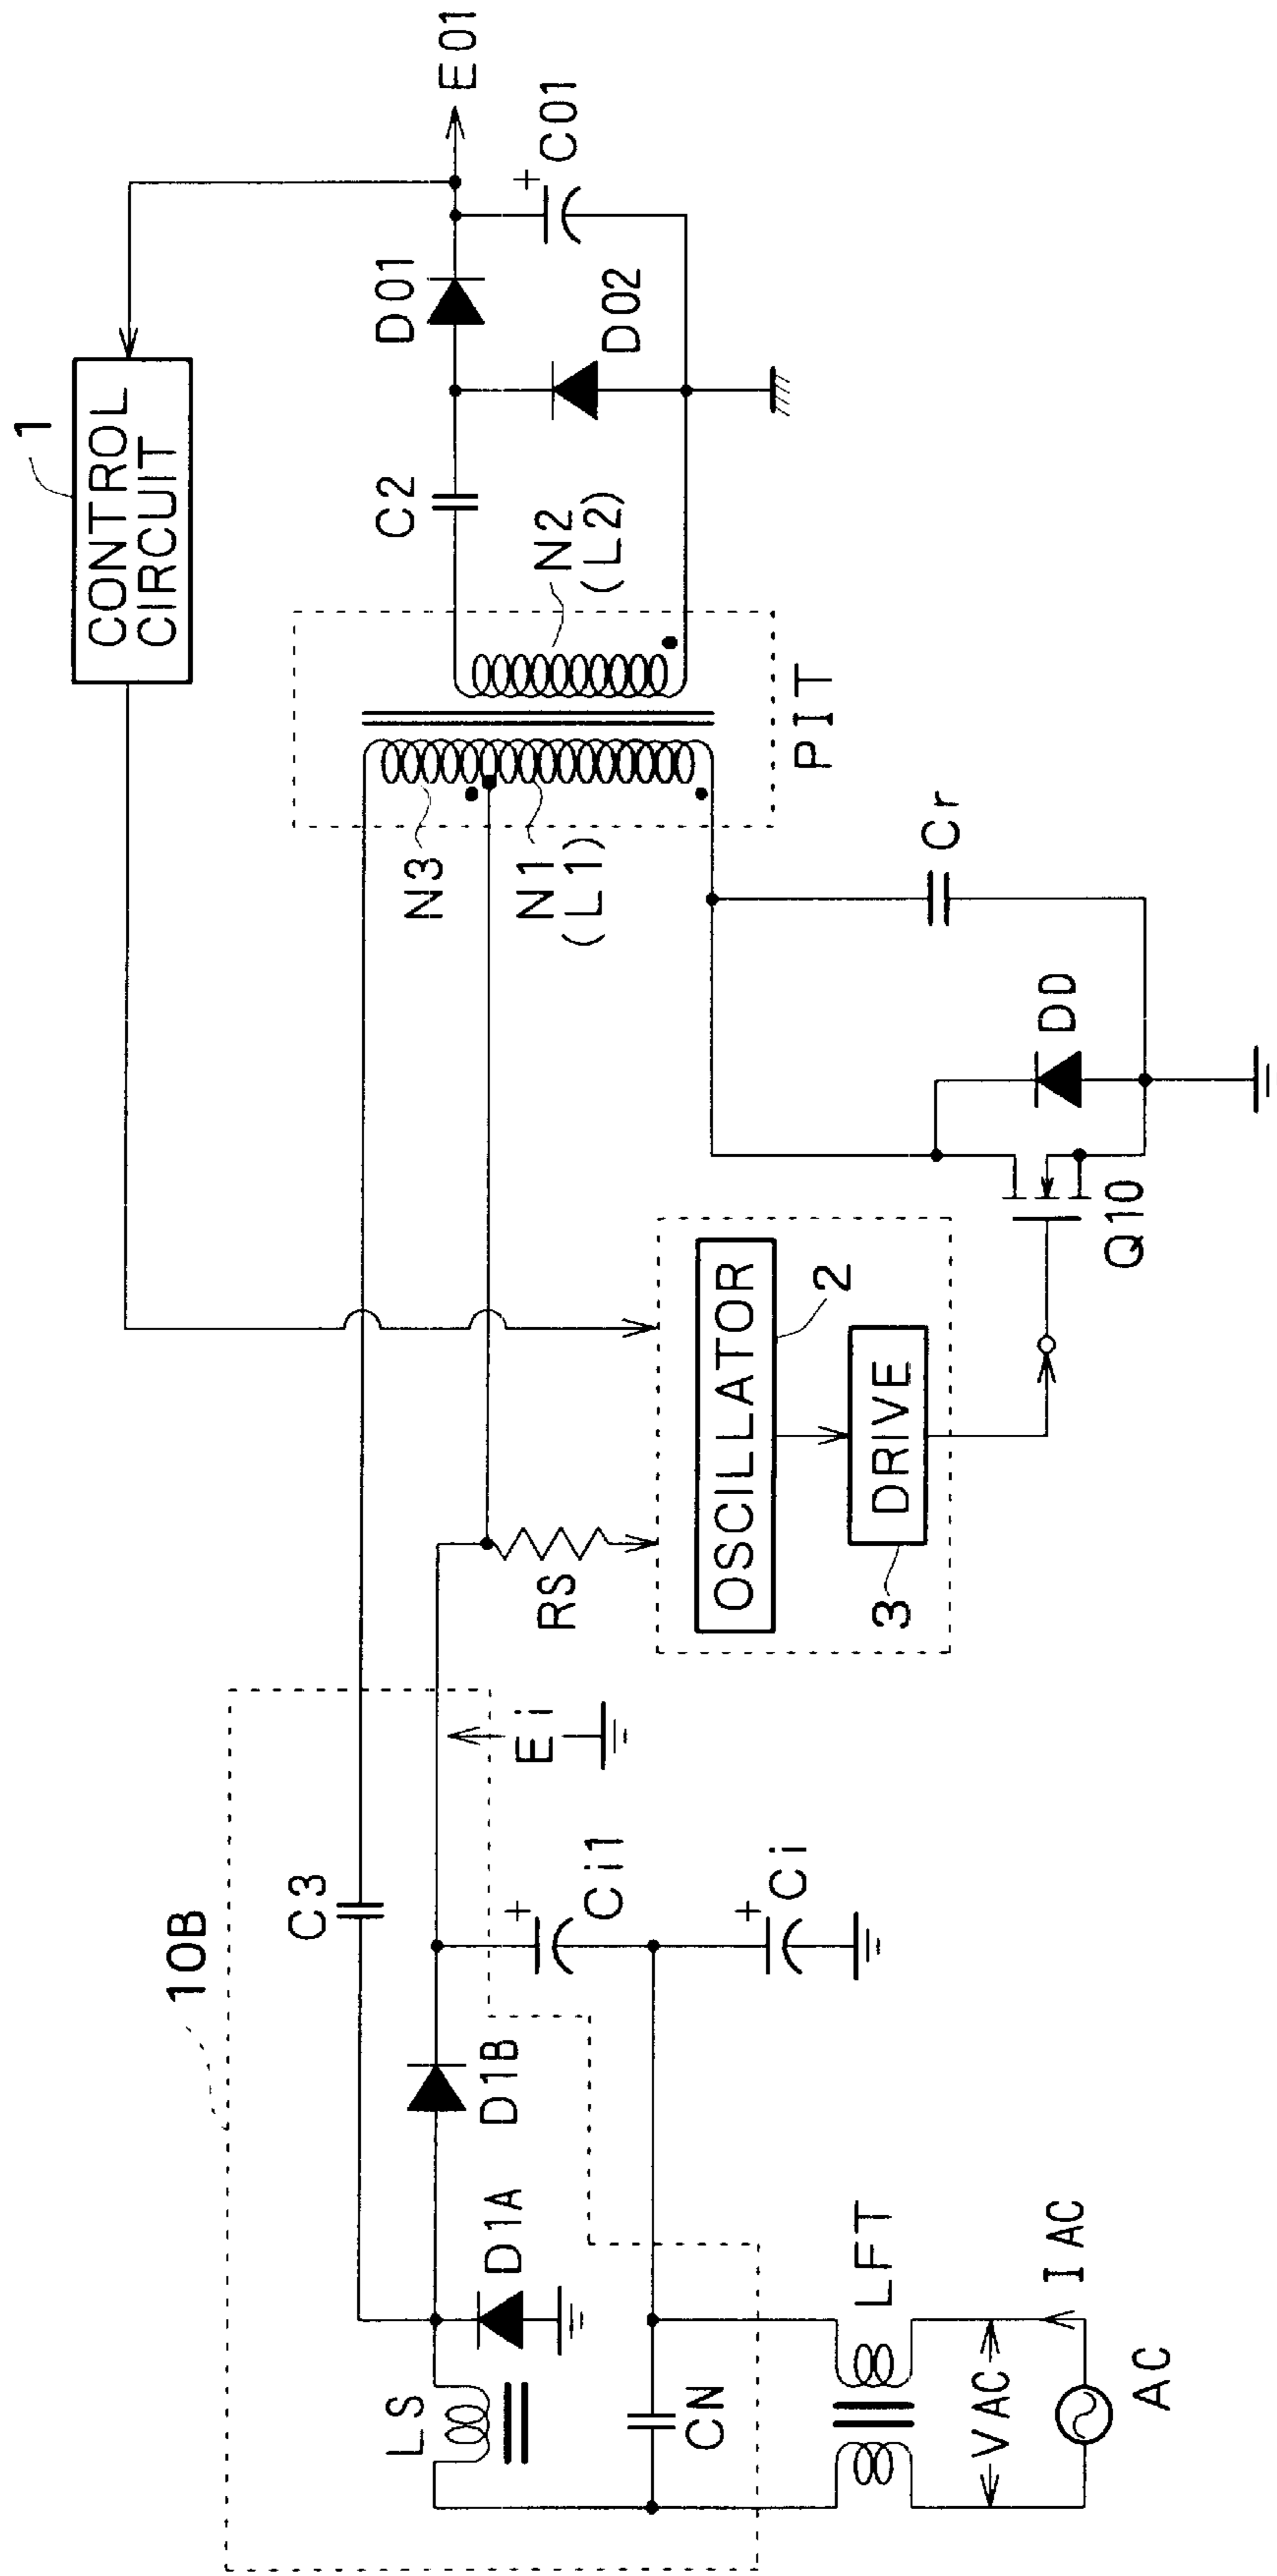 10B
C3
LS
D1A
D1B
CN
LFT
VAC
IAC
AC
Ci1
+
Ci
+
Ei
RS
OSCILLATOR
2
DRIVE
3
Q10
DD
Cr
N3
N1
(L1)
PIT
N2
(L2)
1
CONTROL
CIRCUIT
C2
D01
D02
C01
+
E01